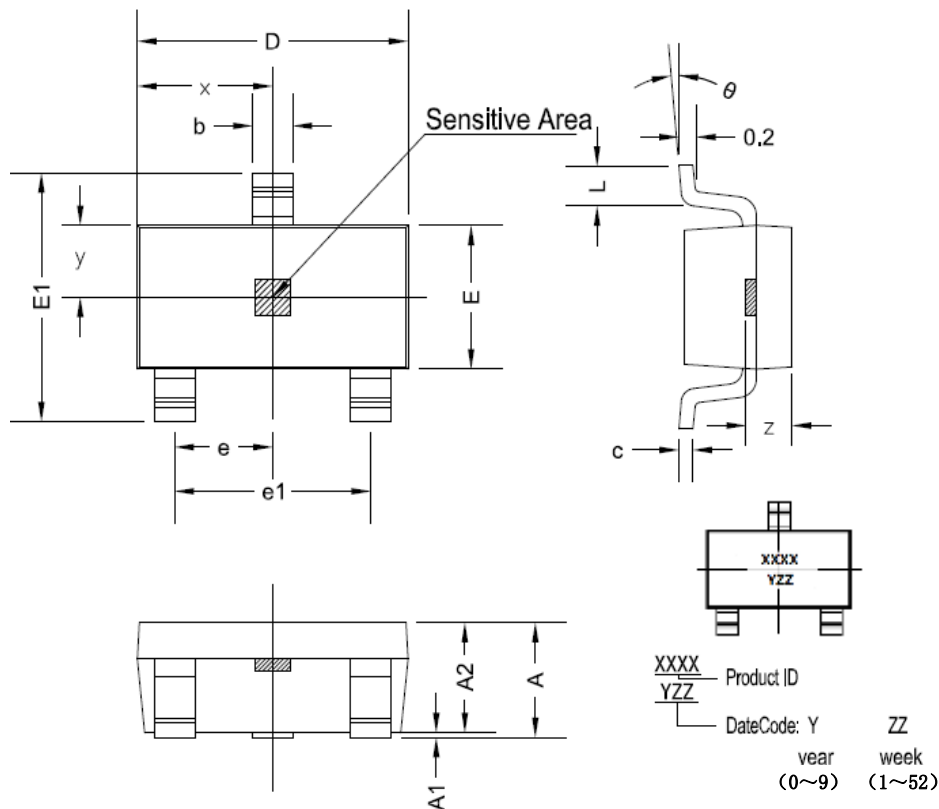 D
x
b
Sensitive Area
y
E1
E
e
e1
θ
0.2
L
c
z
XXXX
YZZ
A2
A
A1
XXXX
Product ID
YZZ
DateCode: Y ZZ
vear week
(0~9) (1~52)